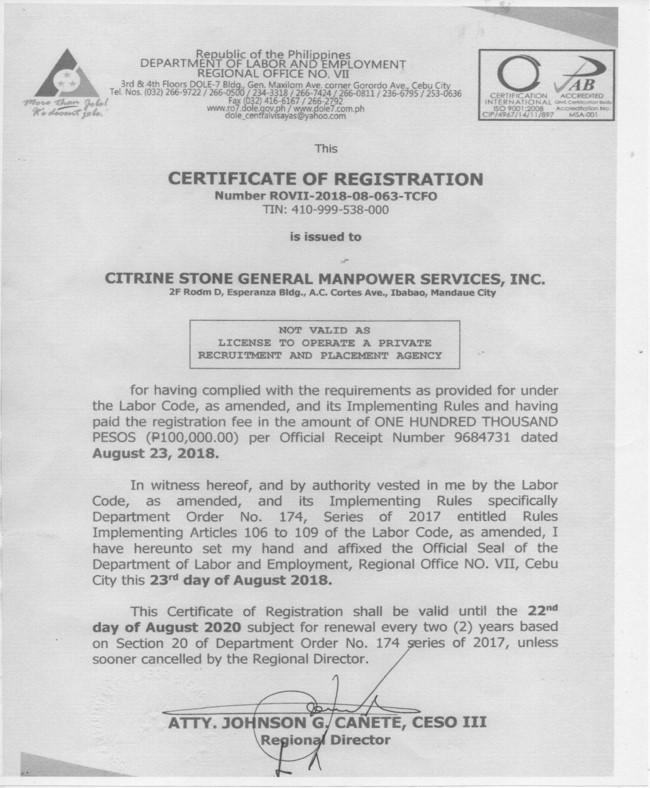 Republic of the Philippines
DEPARTMENT OF LABOR AND EMPLOYMENT
REGIONAL OFFICE NO. VII
3rd & 4th Floors DOLE-7 Bldg., Gen. Maxilom Ave. corner Gorordo Ave., Cebu City
Tel. Nos. (032) 266-9722 / 266-0500 / 234-3318 / 266-7424 / 266-0811 / 236-6795 / 253-0636
Fax (032) 416-6167 / 266-2792
www.ro7.dole.gov.ph / www.dole7.com.ph
dole_centralvisayas@yahoo.com
More than Jobs!
It's decent jobs.
CERTIFICATION
INTERNATIONAL
ISO 9001:2008
CIP/4967/14/11/897
PAB
ACCREDITED
Accreditation No.
MSA-001
This
CERTIFICATE OF REGISTRATION
Number ROVII-2018-08-063-TCFO
TIN: 410-999-538-000
is issued to
CITRINE STONE GENERAL MANPOWER SERVICES, INC.
2F Rodm D, Esperanza Bldg., A.C. Cortes Ave., Ibabao, Mandaue City
NOT VALID AS
LICENSE TO OPERATE A PRIVATE
RECRUITMENT AND PLACEMENT AGENCY
for having complied with the requirements as provided for under
the Labor Code, as amended, and its Implementing Rules and having
paid the registration fee in the amount of ONE HUNDRED THOUSAND
PESOS (₱100,000.00) per Official Receipt Number 9684731 dated
August 23, 2018.
In witness hereof, and by authority vested in me by the Labor
Code, as amended, and its Implementing Rules specifically
Department Order No. 174, Series of 2017 entitled Rules
Implementing Articles 106 to 109 of the Labor Code, as amended, I
have hereunto set my hand and affixed the Official Seal of the
Department of Labor and Employment, Regional Office NO. VII, Cebu
City this 23rd day of August 2018.
This Certificate of Registration shall be valid until the 22nd
day of August 2020 subject for renewal every two (2) years based
on Section 20 of Department Order No. 174 series of 2017, unless
sooner cancelled by the Regional Director.
ATTY. JOHNSON G. CAÑETE, CESO III
Regional Director